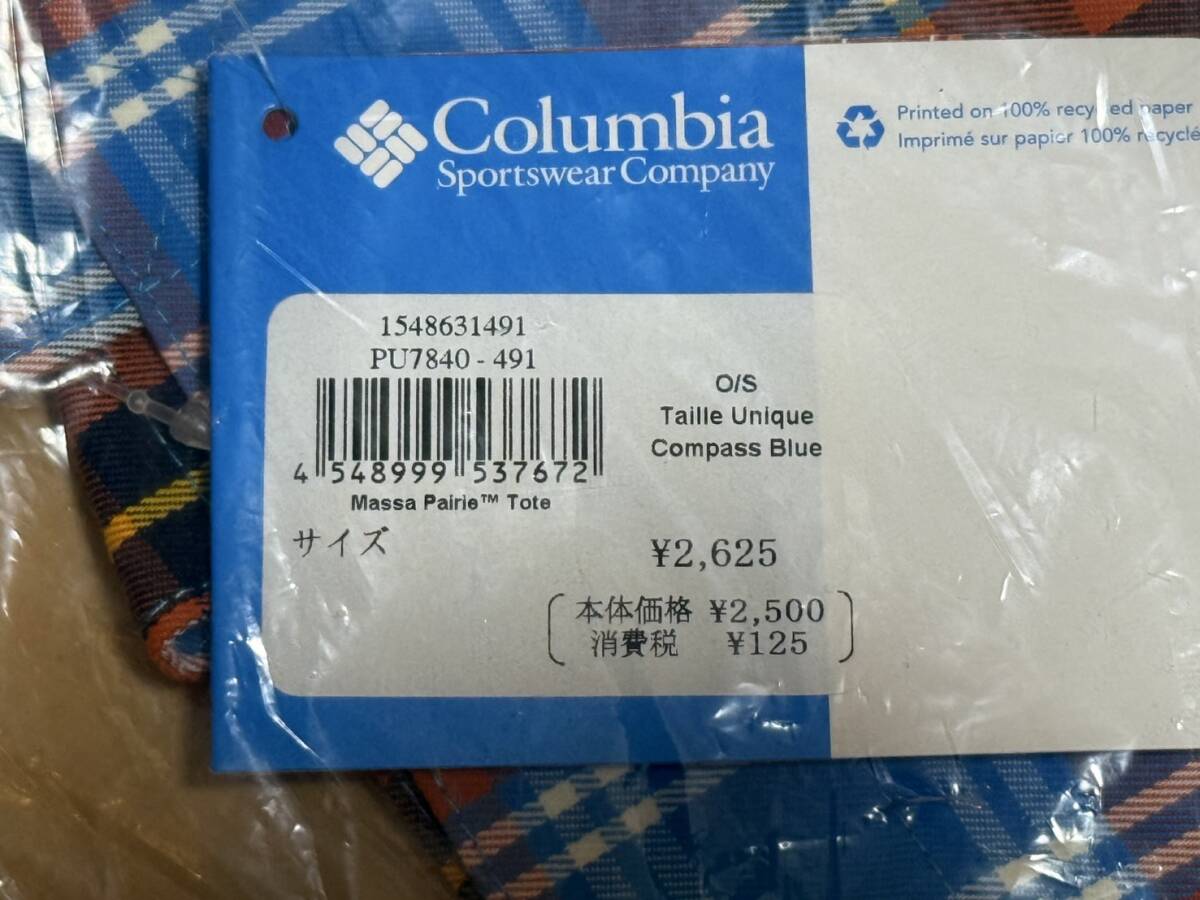 Columbia
Sportswear Company
Printed on 100% recycled paper
Imprimé sur papier 100% recyclé
1548631491
PU7840 - 491
4 548999 537672
Massa Pairie™ Tote
O/S
Taille Unique
Compass Blue
サイズ
¥2,625
本体価格 ¥2,500
消費税 ¥125